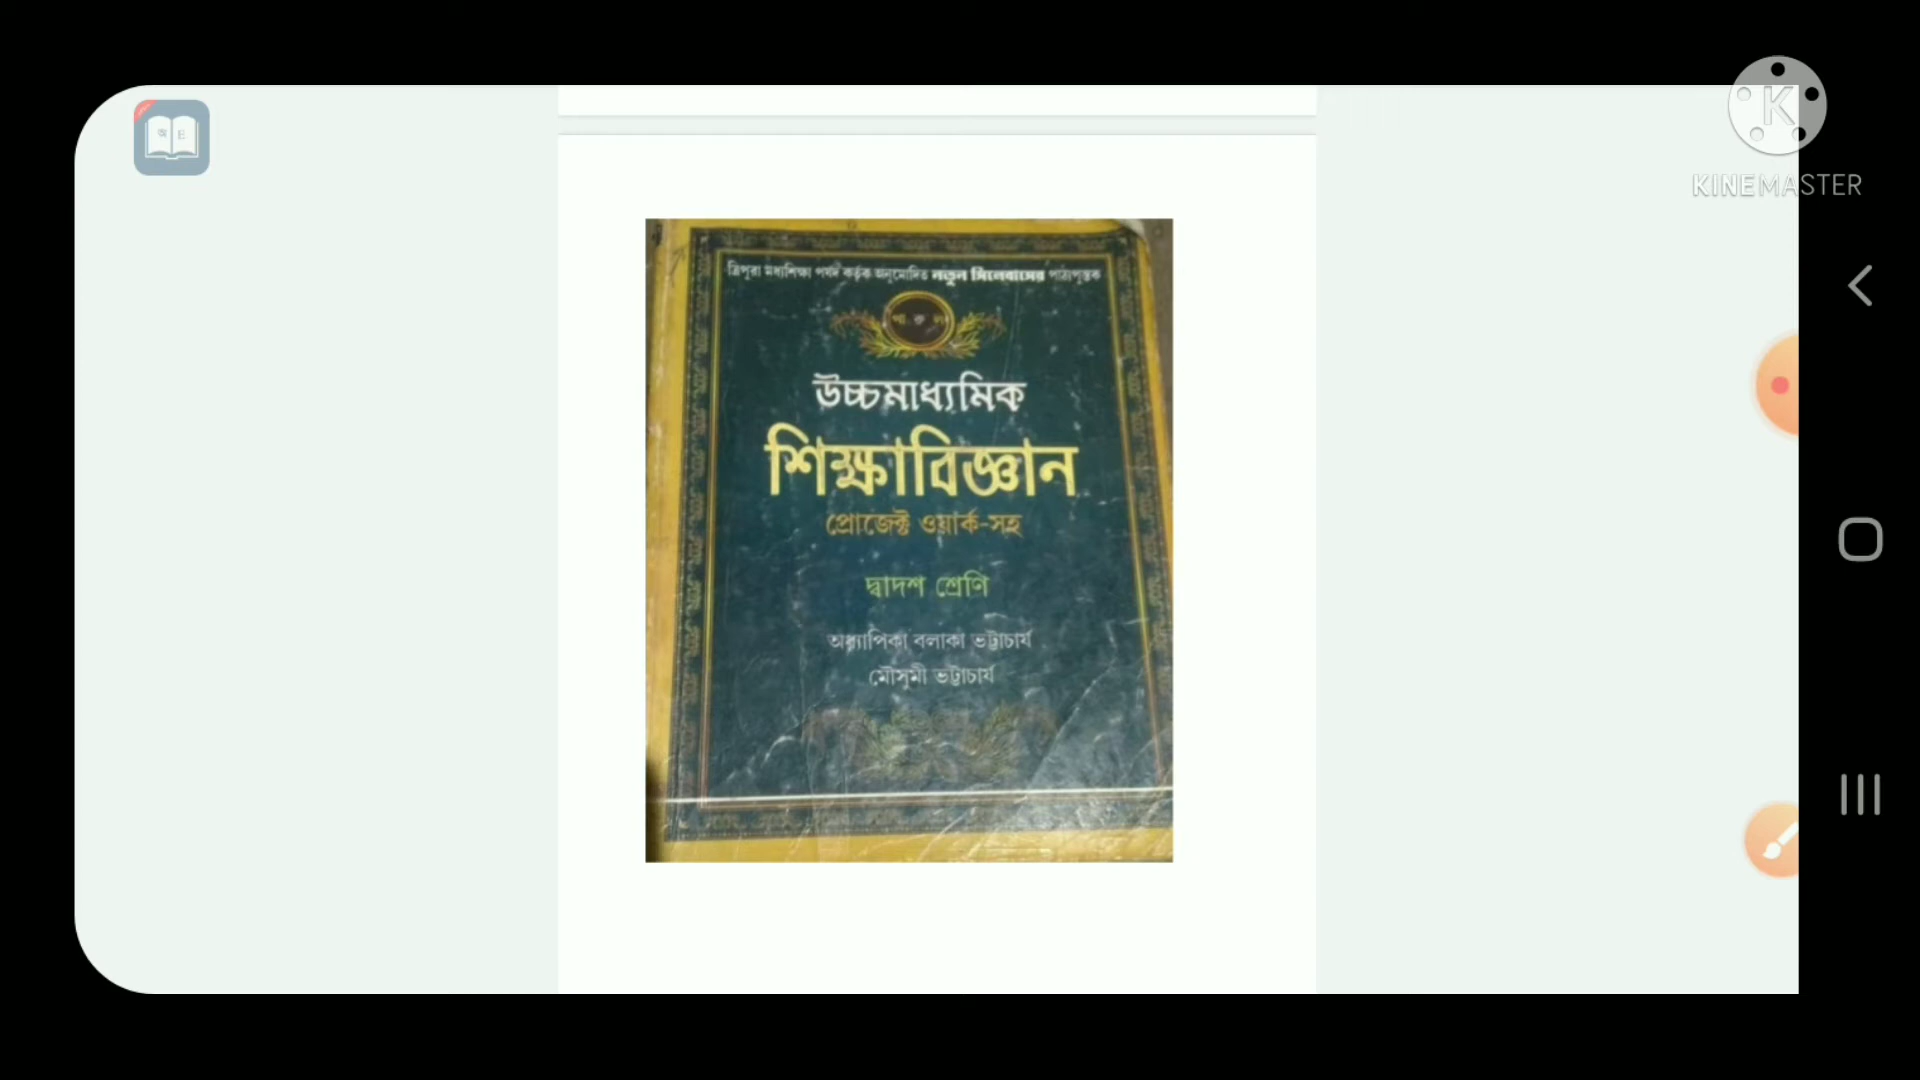 অ E
K
KINEMASTER
ত্রিপুরা মধ্যশিক্ষা পর্ষদ কর্তৃক অনুমোদিত নতুন সিলেবাসের পাঠ্যপুস্তক
পা রু ল
উচ্চমাধ্যমিক
শিক্ষাবিজ্ঞান
প্রোজেক্ট ওয়ার্ক-সহ
দ্বাদশ শ্রেণি
অধ্যাপিকা বলাকা ভট্টাচার্য
মৌসুমী ভট্টাচার্য